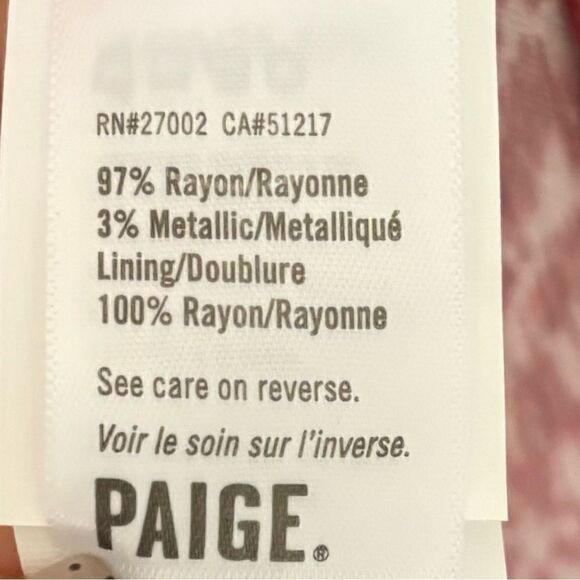 RN#27002 CA#51217
97% Rayon/Rayonne
3% Metallic/Metalliqué
Lining/Doublure
100% Rayon/Rayonne
See care on reverse.
Voir le soin sur l'inverse.
PAIGE®